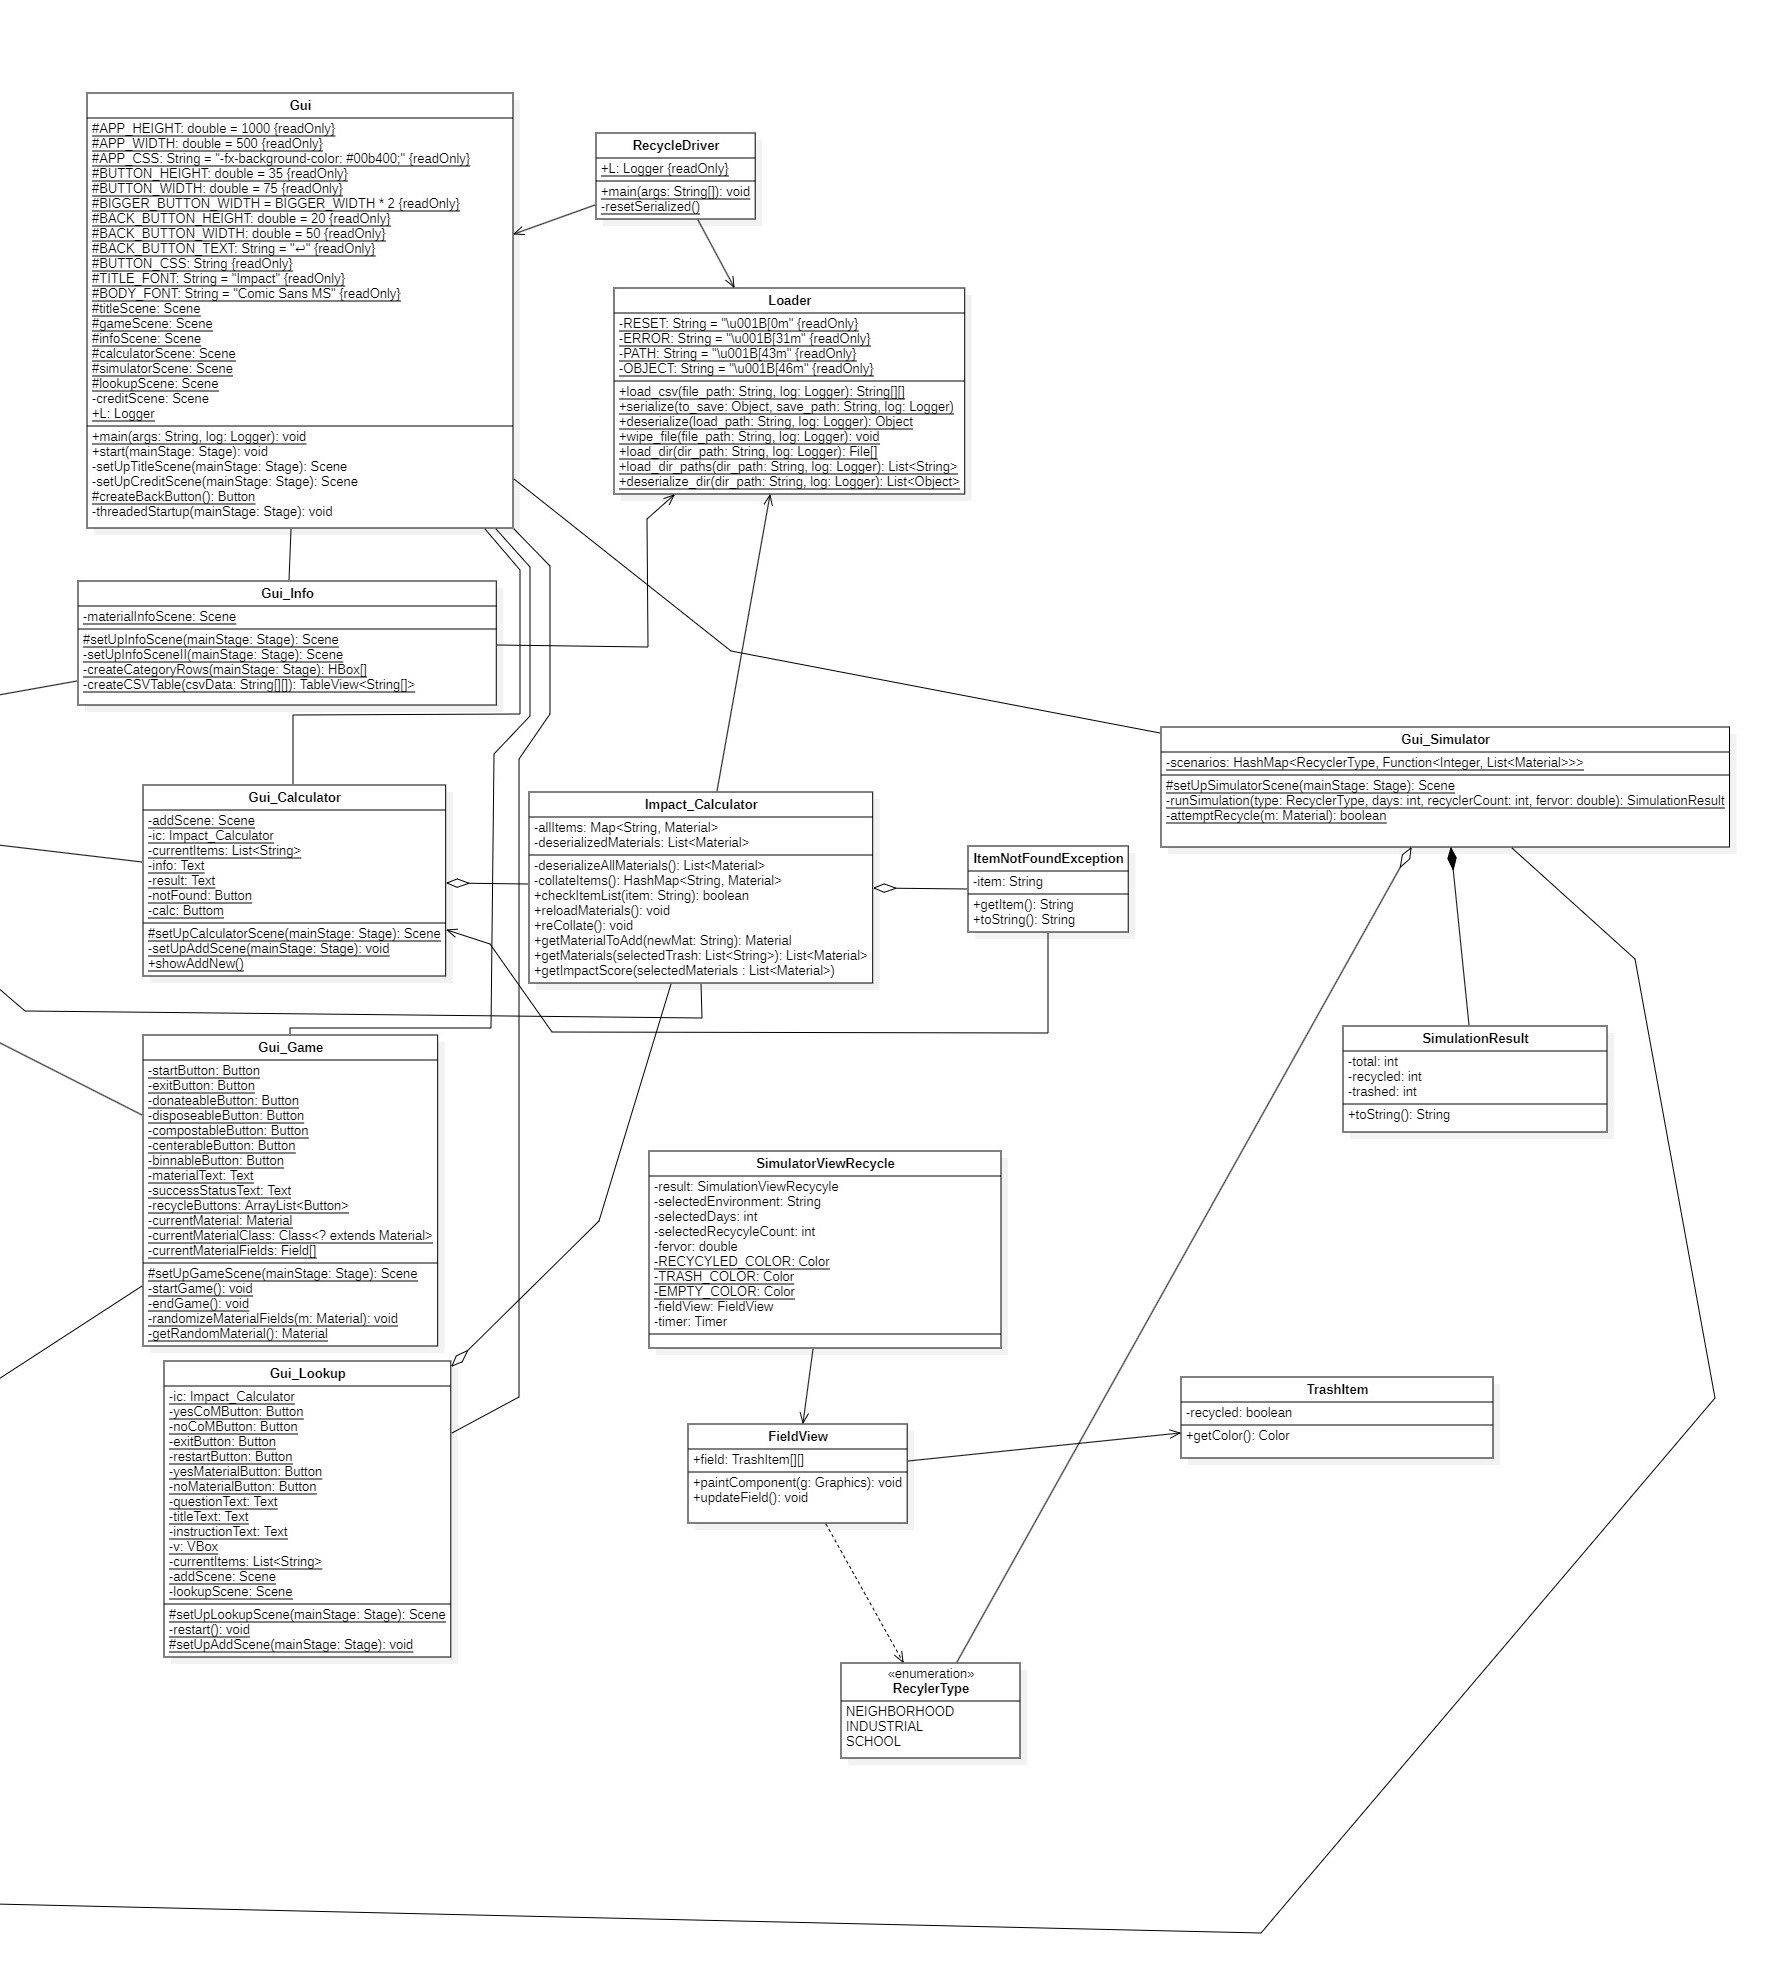 Gui
#APP_HEIGHT: double = 1000 {readOnly}
#APP_WIDTH: double = 500 {readOnly}
#APP_CSS: String = "-fx-background-color: #00b400;" {readOnly}
#BUTTON_HEIGHT: double = 35 {readOnly}
#BUTTON_WIDTH: double = 75 {readOnly}
#BIGGER_BUTTON_WIDTH = BIGGER_WIDTH * 2 {readOnly}
#BACK_BUTTON_HEIGHT: double = 20 {readOnly}
#BACK_BUTTON_WIDTH: double = 50 {readOnly}
#BACK_BUTTON_TEXT: String = "↩" {readOnly}
#BUTTON_CSS: String {readOnly}
#TITLE_FONT: String = "Impact" {readOnly}
#BODY_FONT: String = "Comic Sans MS" {readOnly}
#titleScene: Scene
#gameScene: Scene
#infoScene: Scene
#calculatorScene: Scene
#simulatorScene: Scene
#lookupScene: Scene
-creditScene: Scene
+L: Logger
+main(args: String, log: Logger): void
+start(mainStage: Stage): void
-setUpTitleScene(mainStage: Stage): Scene
-setUpCreditScene(mainStage: Stage): Scene
#createBackButton(): Button
-threadedStartup(mainStage: Stage): void
RecycleDriver
+L: Logger {readOnly}
+main(args: String[]): void
-resetSerialized()
Loader
-RESET: String = "\u001B[0m" {readOnly}
-ERROR: String = "\u001B[31m" {readOnly}
-PATH: String = "\u001B[43m" {readOnly}
-OBJECT: String = "\u001B[46m" {readOnly}
+load_csv(file_path: String, log: Logger): String[][]
+serialize(to_save: Object, save_path: String, log: Logger)
+deserialize(load_path: String, log: Logger): Object
+wipe_file(file_path: String, log: Logger): void
+load_dir(dir_path: String, log: Logger): File[]
+load_dir_paths(dir_path: String, log: Logger): List<String>
+deserialize_dir(dir_path: String, log: Logger): List<Object>
Gui_Info
-materialInfoScene: Scene
#setUpInfoScene(mainStage: Stage): Scene
-setUpInfoSceneII(mainStage: Stage): Scene
-createCategoryRows(mainStage: Stage): HBox[]
-createCSVTable(csvData: String[][]): TableView<String[]>
Gui_Simulator
-scenarios: HashMap<RecyclerType, Function<Integer, List<Material>>>
#setUpSimulatorScene(mainStage: Stage): Scene
-runSimulation(type: RecyclerType, days: int, recyclerCount: int, fervor: double): SimulationResult
-attemptRecycle(m: Material): boolean
Gui_Calculator
-addScene: Scene
-ic: Impact_Calculator
-currentItems: List<String>
-info: Text
-result: Text
-notFound: Button
-calc: Buttom
#setUpCalculatorScene(mainStage: Stage): Scene
-setUpAddScene(mainStage: Stage): void
+showAddNew()
Impact_Calculator
-allItems: Map<String, Material>
-deserializedMaterials: List<Material>
-deserializeAllMaterials(): List<Material>
-collateItems(): HashMap<String, Material>
+checkItemList(item: String): boolean
+reloadMaterials(): void
+reCollate(): void
+getMaterialToAdd(newMat: String): Material
+getMaterials(selectedTrash: List<String>): List<Material>
+getImpactScore(selectedMaterials : List<Material>)
ItemNotFoundException
-item: String
+getItem(): String
+toString(): String
Gui_Game
-startButton: Button
-exitButton: Button
-donateableButton: Button
-disposeableButton: Button
-compostableButton: Button
-centerableButton: Button
-binnableButton: Button
-materialText: Text
-successStatusText: Text
-recycleButtons: ArrayList<Button>
-currentMaterial: Material
-currentMaterialClass: Class<? extends Material>
-currentMaterialFields: Field[]
#setUpGameScene(mainStage: Stage): Scene
-startGame(): void
-endGame(): void
-randomizeMaterialFields(m: Material): void
-getRandomMaterial(): Material
SimulationResult
-total: int
-recycled: int
-trashed: int
+toString(): String
SimulatorViewRecycle
-result: SimulationViewRecycyle
-selectedEnvironment: String
-selectedDays: int
-selectedRecycyleCount: int
-fervor: double
-RECYCYLED_COLOR: Color
-TRASH_COLOR: Color
-EMPTY_COLOR: Color
-fieldView: FieldView
-timer: Timer
Gui_Lookup
-ic: Impact_Calculator
-yesCoMButton: Button
-noCoMButton: Button
-exitButton: Button
-restartButton: Button
-yesMaterialButton: Button
-noMaterialButton: Button
-questionText: Text
-titleText: Text
-instructionText: Text
-v: VBox
-currentItems: List<String>
-addScene: Scene
-lookupScene: Scene
#setUpLookupScene(mainStage: Stage): Scene
-restart(): void
#setUpAddScene(mainStage: Stage): void
FieldView
+field: TrashItem[][]
+paintComponent(g: Graphics): void
+updateField(): void
TrashItem
-recycled: boolean
+getColor(): Color
«enumeration»
RecylerType
NEIGHBORHOOD
INDUSTRIAL
SCHOOL